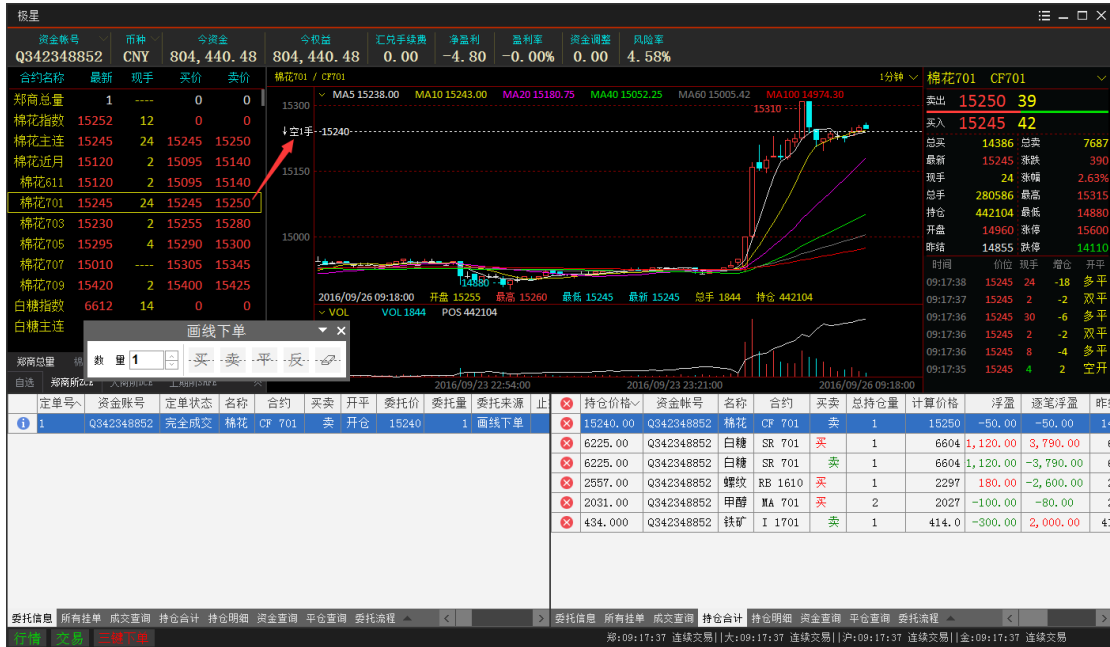 极星
资金帐号 币种 今资金 今权益 汇兑手续费 净盈利 盈利率 资金调整 风险率
Q342348852 CNY 804,440.48 804,440.48 0.00 -4.80 -0.00% 0.00 4.58%
合约名称 最新 现手 买价 卖价
郑商总量 1 ---- 0 0
棉花指数 15252 12 0 0
棉花主连 15245 24 15245 15250
棉花近月 15120 2 15095 15140
棉花611 15120 2 15095 15140
棉花701 15245 24 15245 15250
棉花703 15230 2 15255 15280
棉花705 15295 4 15290 15300
棉花707 15010 ---- 15305 15345
棉花709 15420 2 15400 15425
白糖指数 6612 14 0 0
白糖主连
郑商总量
自选 郑商所ZCE 大商所DCE 上期所SHFE
棉花701 / CF701 1分钟
MA5 15238.00 MA10 15243.00 MA20 15180.75 MA40 15052.25 MA60 15005.42 MA100 14974.30
15300
15310
↓空1手 15240
15150
15000
14880
2016/09/26 09:18:00 开盘 15255 最高 15260 最低 15245 最新 15245 总手 1844 持仓 442104
VOL VOL 1844 POS 442104
2016/09/23 22:54:00 2016/09/23 23:21:00 2016/09/26 09:18:00
画线下单
数 量 1 买 卖 平 反
棉花701 CF701
卖出 15250 39
买入 15245 42
总买 14386 总卖 7687
最新 15245 涨跌 390
现手 24 涨幅 2.63%
总手 280586 最高 15315
持仓 442104 最低 14880
开盘 14960 涨停 15600
昨结 14855 跌停 14110
时间 价位 现手 增仓 开平
09:17:38 15245 24 -18 多平
09:17:37 15245 2 -2 双平
09:17:36 15245 30 -6 多平
09:17:36 15245 2 -2 双平
09:17:36 15245 8 -4 多平
09:17:35 15245 4 2 空开
定单号 资金账号 定单状态 名称 合约 买卖 开平 委托价 委托量 委托来源 止
1 Q342348852 完全成交 棉花 CF 701 卖 开仓 15240 1 画线下单
持仓价格 资金帐号 名称 合约 买卖 总持仓量 计算价格 浮盈 逐笔浮盈 昨
15240.00 Q342348852 棉花 CF 701 卖 1 15250 -50.00 -50.00
6225.00 Q342348852 白糖 SR 701 买 1 6604 1,120.00 3,790.00
6225.00 Q342348852 白糖 SR 701 卖 1 6604 1,120.00 -3,790.00
2557.00 Q342348852 螺纹 RB 1610 买 1 2297 180.00 -2,600.00
2031.00 Q342348852 甲醇 MA 701 买 2 2027 -100.00 -80.00
434.000 Q342348852 铁矿 I 1701 卖 1 414.0 -300.00 2,000.00
委托信息 所有挂单 成交查询 持仓合计 持仓明细 资金查询 平仓查询 委托流程
委托信息 所有挂单 成交查询 持仓合计 持仓明细 资金查询 平仓查询 委托流程
行情 交易 三键下单
郑:09:17:37 连续交易||大:09:17:37 连续交易||沪:09:17:37 连续交易||金:09:17:37 连续交易